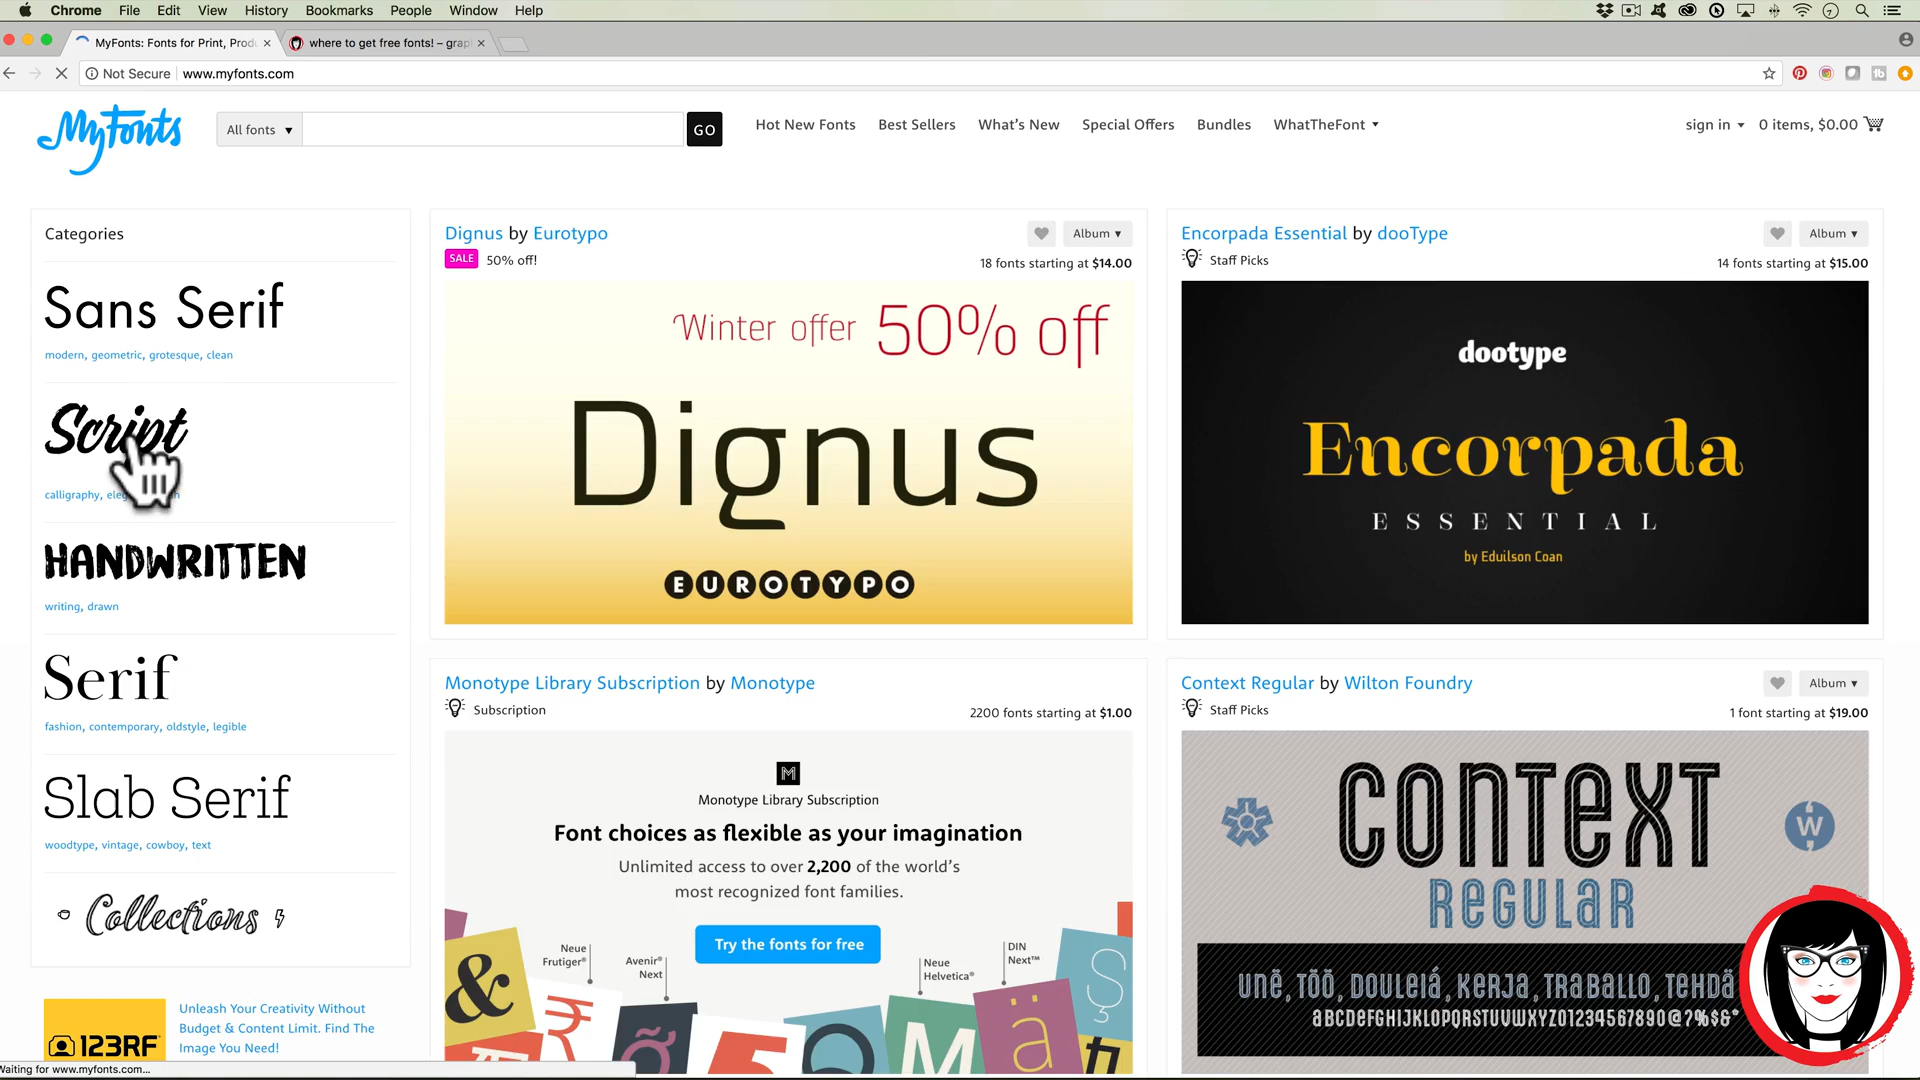 Chrome File Edit View History Bookmarks People Window Help
MyFonts: Fonts for Print, Produ
where to get free fonts! – grap
Not Secure www.myfonts.com
MyFonts
All fonts
GO
Hot New Fonts Best Sellers What's New Special Offers Bundles WhatTheFont
sign in 0 items, $0.00
Categories
Sans Serif
modern, geometric, grotesque, clean
Script
calligraphy,
HANDWRITTEN
writing, drawn
Serif
fashion, contemporary, oldstyle, legible
Slab Serif
woodtype, vintage, cowboy, text
Collections
123RF
Unleash Your Creativity Without
Budget & Content Limit. Find The
Image You Need!
Waiting for www.myfonts.com...
Dignus by Eurotypo
Album
SALE 50% off!
18 fonts starting at $14.00
Winter offer 50% off
Dignus
EUROTYPO
Encorpada Essential by dooType
Album
Staff Picks
14 fonts starting at $15.00
dootype
Encorpada
ESSENTIAL
by Eduilson Coan
Monotype Library Subscription by Monotype
Subscription
2200 fonts starting at $1.00
M
Monotype Library Subscription
Font choices as flexible as your imagination
Unlimited access to over 2,200 of the world's
most recognized font families.
Try the fonts for free
Neue
Frutiger®
Avenir®
Next
Neue
Helvetica®
DIN
Next™
Context Regular by Wilton Foundry
Album
Staff Picks
1 font starting at $19.00
CONTEXT
REGULAR
W
UNË, TÖÖ, DOULEIÁ, KERJA, TRABALLO, TEHDÄ
ABCDEFGHIJKLOPQRSTUVWXYZ01234567890@?%$&*